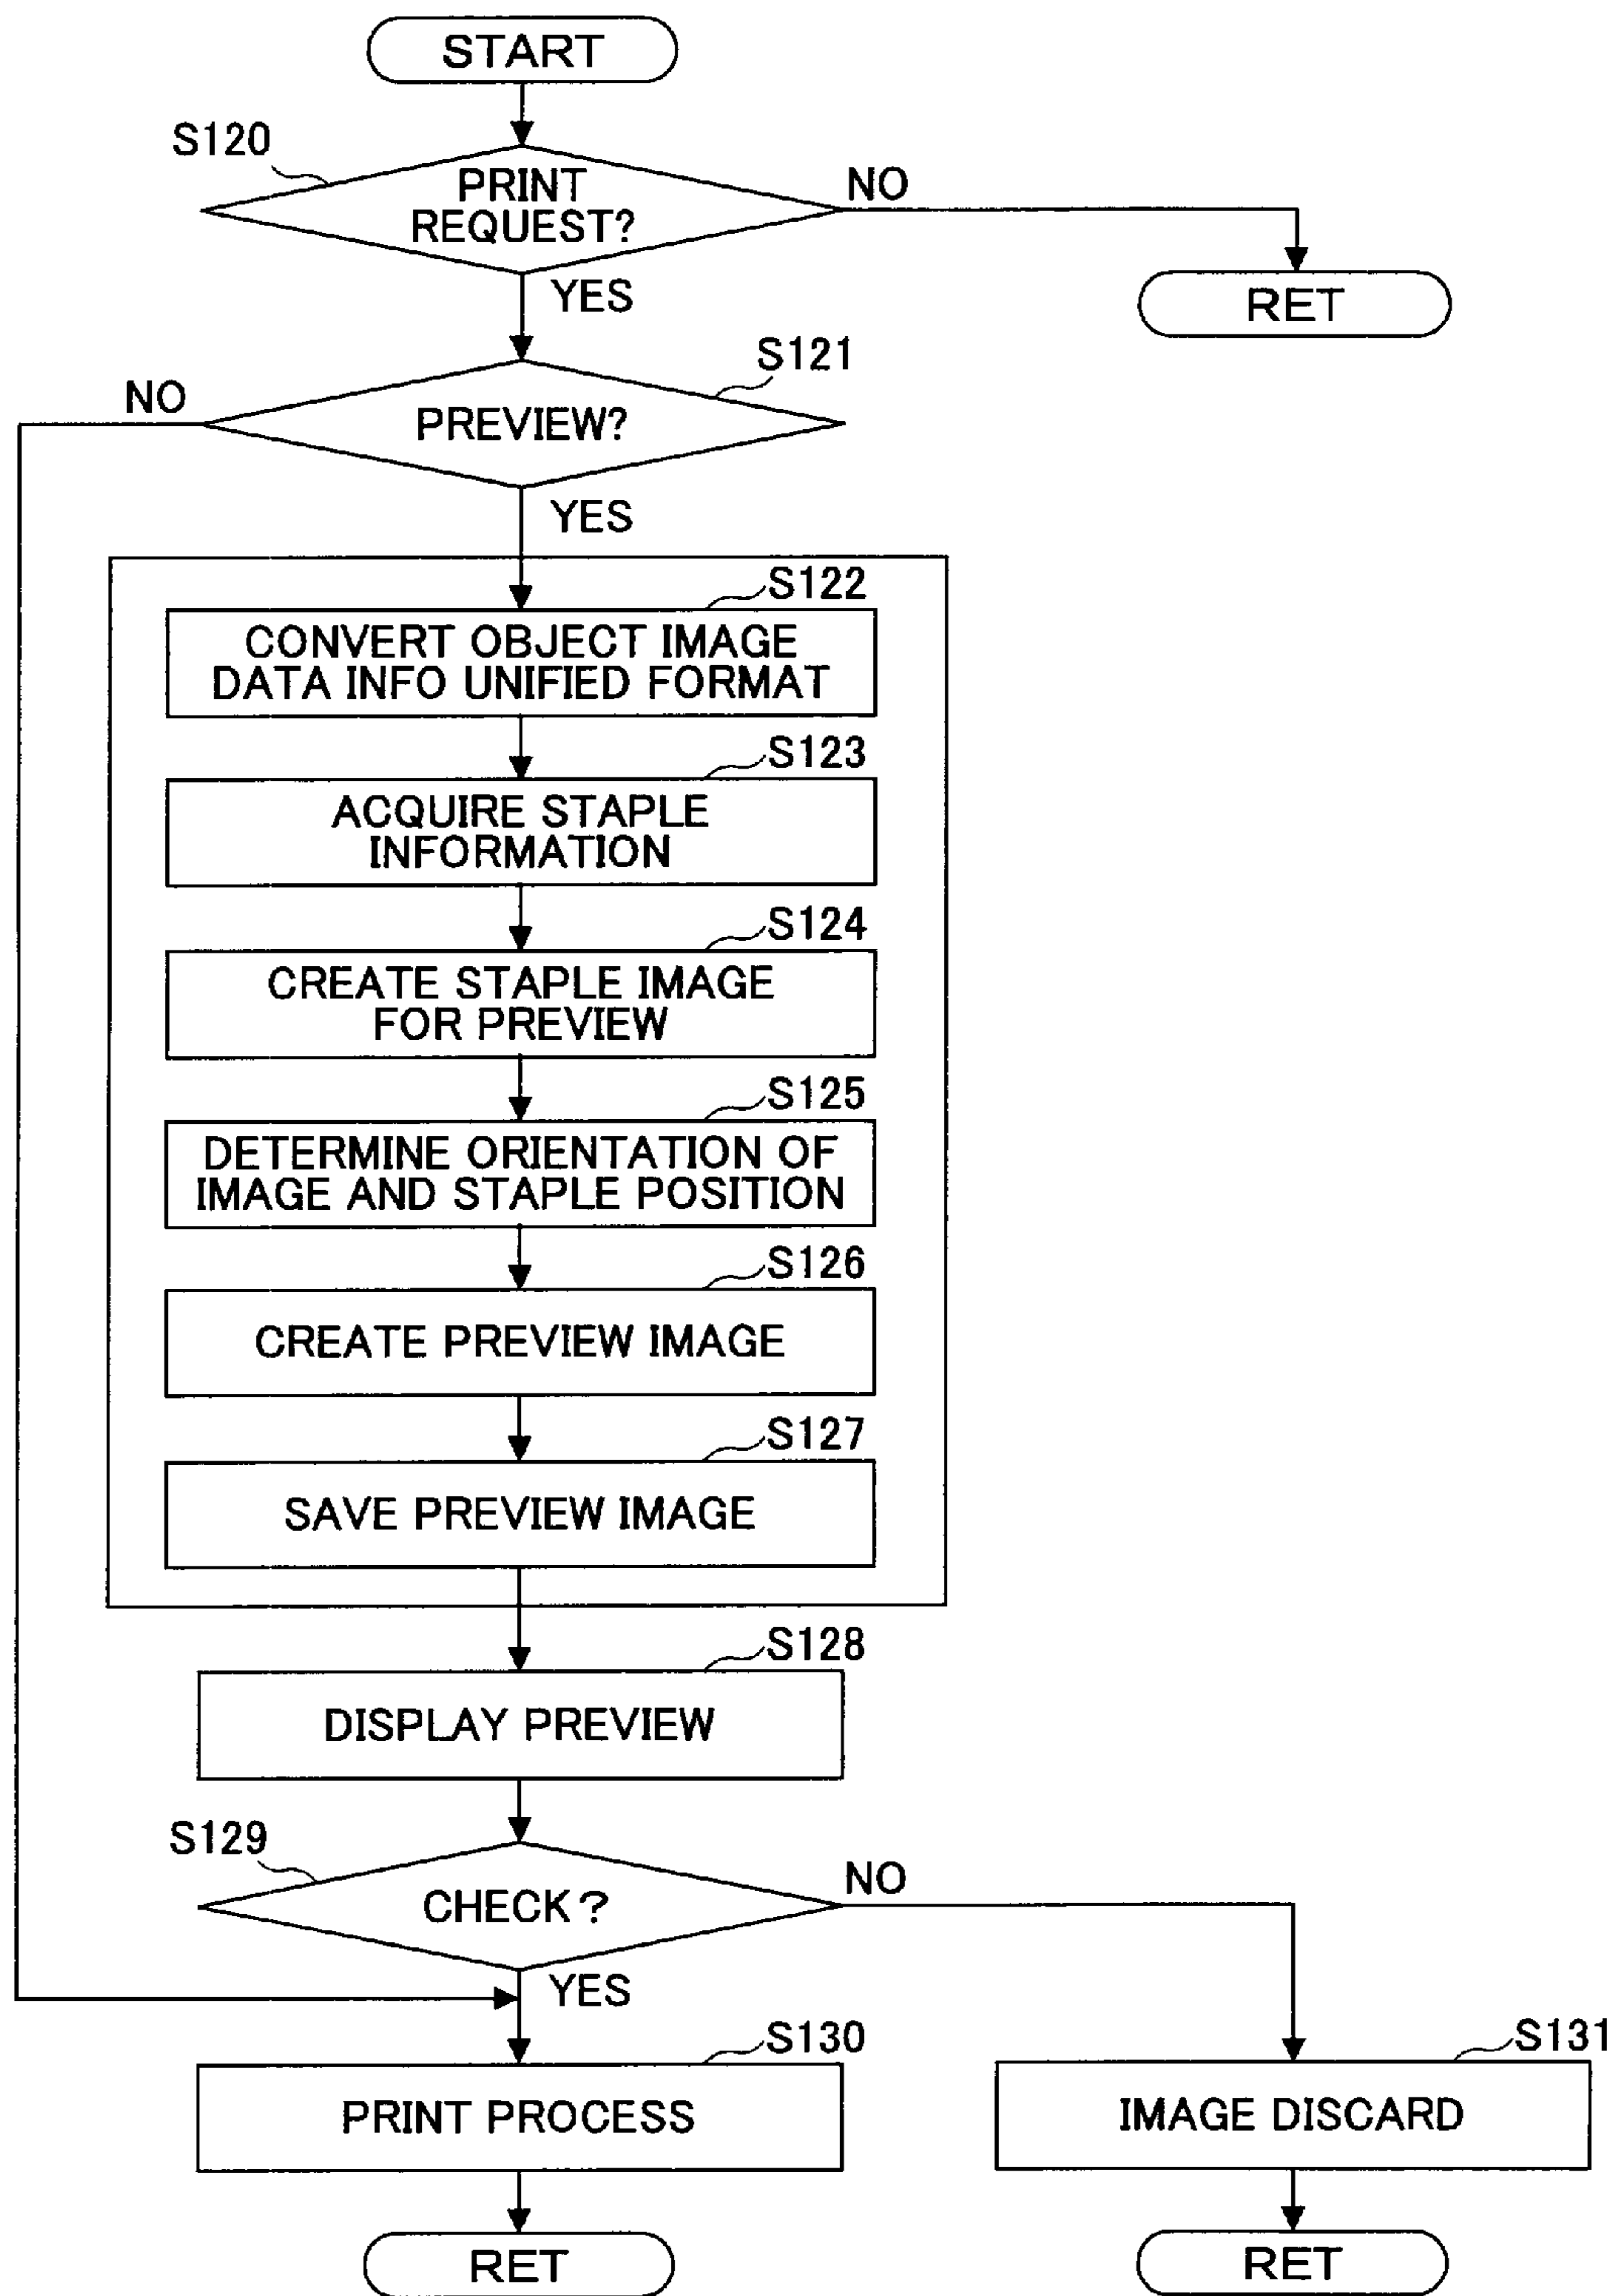 START
S120
PRINT
REQUEST?
NO
RET
YES
S121
NO
PREVIEW?
YES
S122
CONVERT OBJECT IMAGE
DATA INFO UNIFIED FORMAT
S123
ACQUIRE STAPLE
INFORMATION
S124
CREATE STAPLE IMAGE
FOR PREVIEW
S125
DETERMINE ORIENTATION OF
IMAGE AND STAPLE POSITION
S126
CREATE PREVIEW IMAGE
S127
SAVE PREVIEW IMAGE
S128
DISPLAY PREVIEW
S129
CHECK?
NO
YES
S130
PRINT PROCESS
S131
IMAGE DISCARD
RET
RET